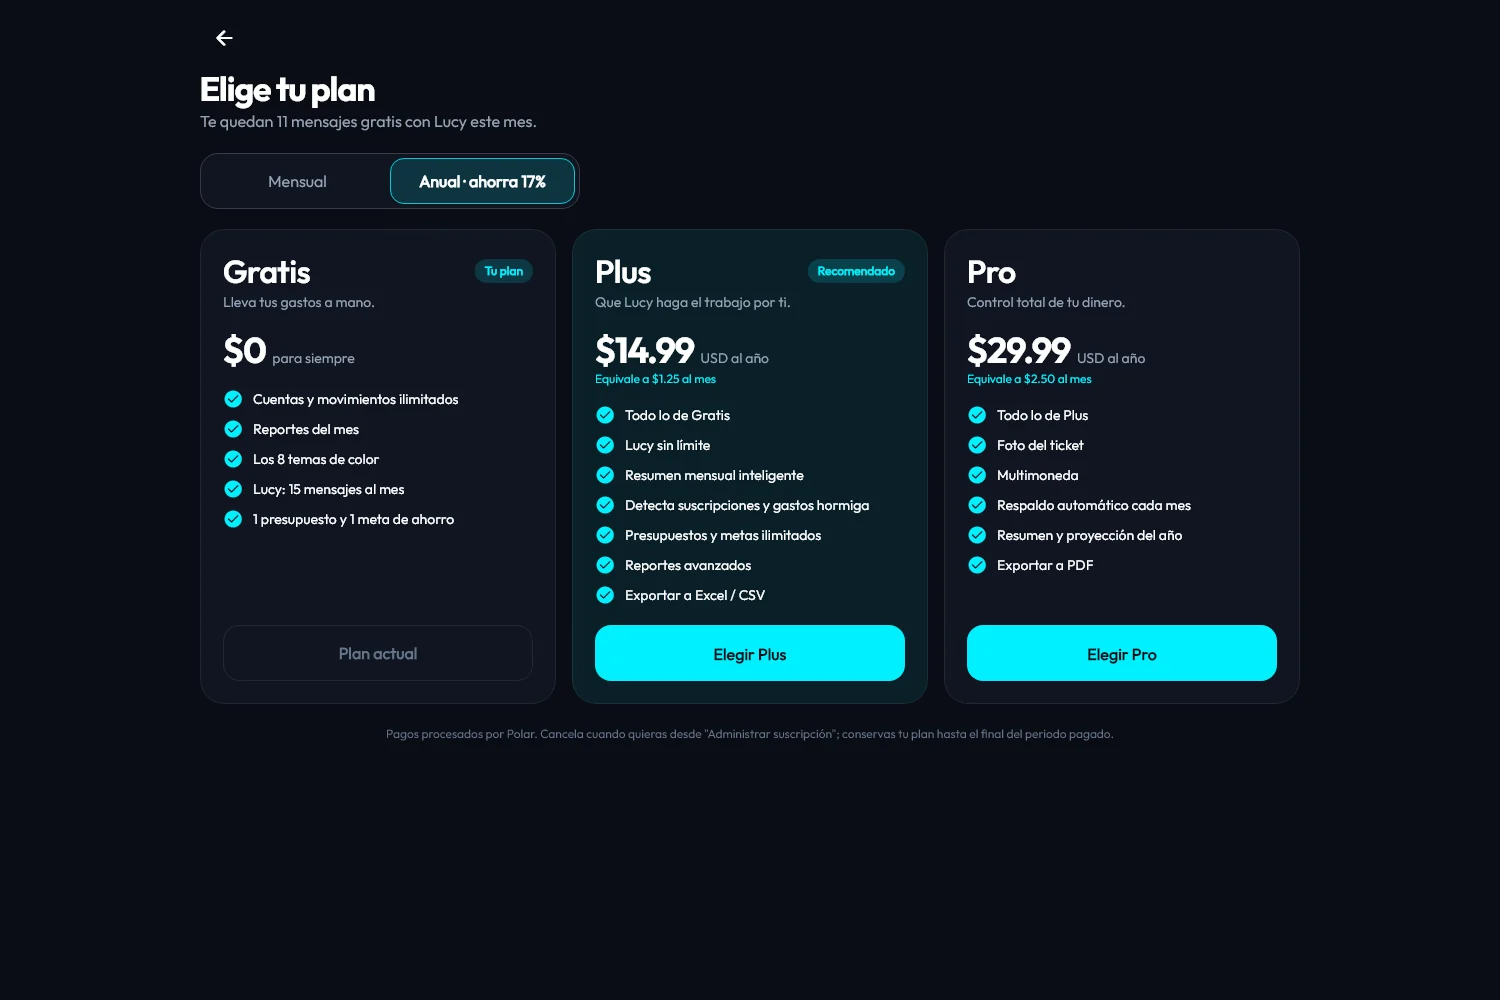 Elige tu plan
Te quedan 11 mensajes gratis con Lucy este mes.
Mensual
Anual · ahorra 17%
Gratis
Tu plan
Lleva tus gastos a mano.
$0 para siempre
Cuentas y movimientos ilimitados
Reportes del mes
Los 8 temas de color
Lucy: 15 mensajes al mes
1 presupuesto y 1 meta de ahorro
Plan actual
Plus
Recomendado
Que Lucy haga el trabajo por ti.
$14.99 USD al año
Equivale a $1.25 al mes
Todo lo de Gratis
Lucy sin límite
Resumen mensual inteligente
Detecta suscripciones y gastos hormiga
Presupuestos y metas ilimitados
Reportes avanzados
Exportar a Excel / CSV
Elegir Plus
Pro
Control total de tu dinero.
$29.99 USD al año
Equivale a $2.50 al mes
Todo lo de Plus
Foto del ticket
Multimoneda
Respaldo automático cada mes
Resumen y proyección del año
Exportar a PDF
Elegir Pro
Pagos procesados por Polar. Cancela cuando quieras desde "Administrar suscripción"; conservas tu plan hasta el final del periodo pagado.